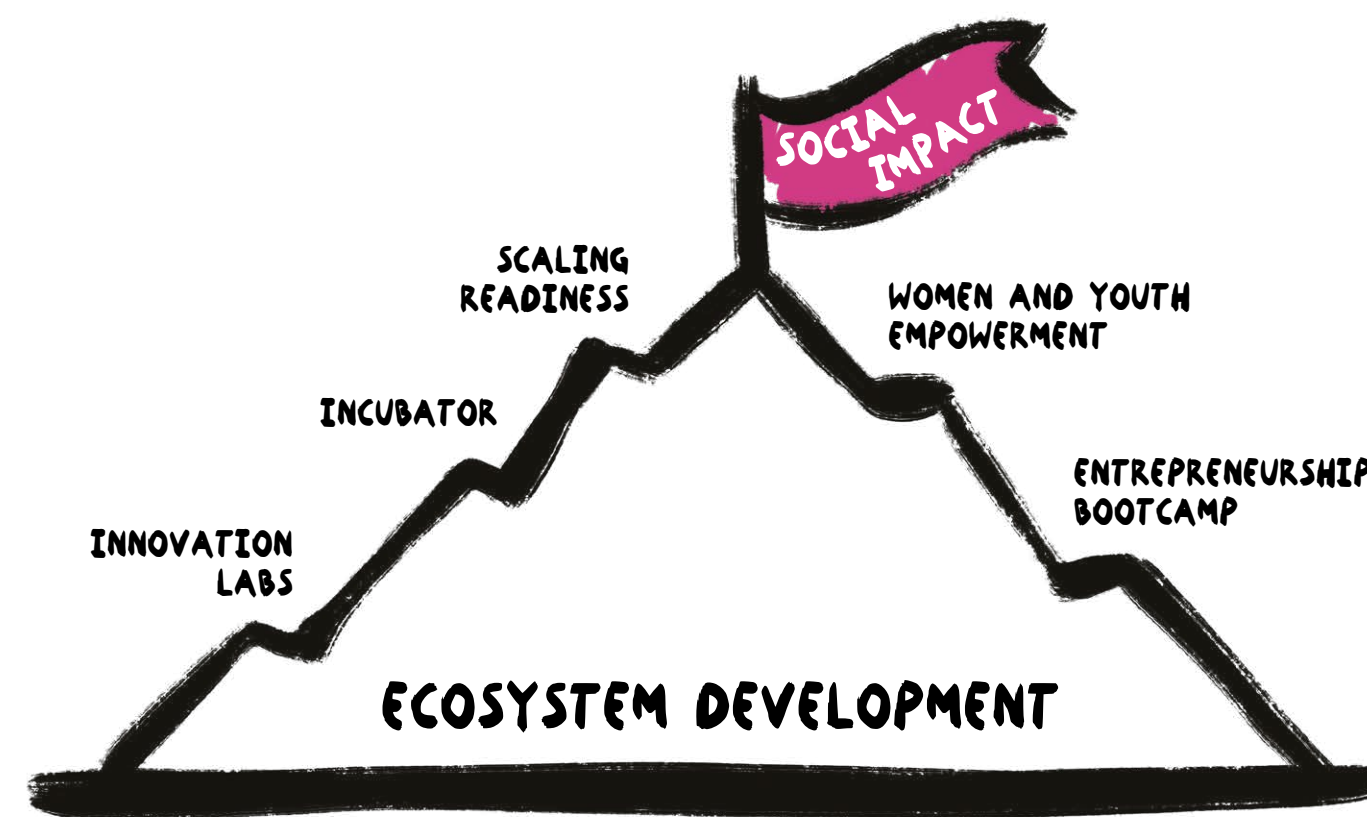 SOCIAL
IMPACT
SCALING
READINESS
WOMEN AND YOUTH
EMPOWERMENT
INCUBATOR
ENTREPRENEURSHIP
BOOTCAMP
INNOVATION
LABS
ECOSYSTEM DEVELOPMENT